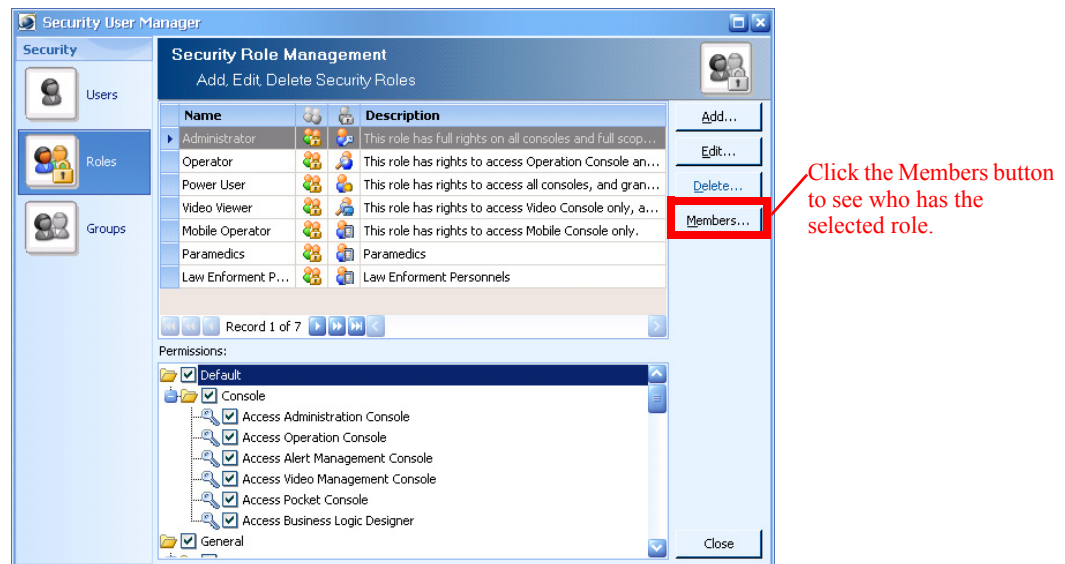 Security User Manager
Security
Users
Roles
Groups
Security Role Management
Add, Edit, Delete Security Roles
Name Description
Administrator This role has full rights on all consoles and full scop...
Operator This role has rights to access Operation Console an...
Power User This role has rights to access all consoles, and gran...
Video Viewer This role has rights to access Video Console only, a...
Mobile Operator This role has rights to access Mobile Console only.
Paramedics Paramedics
Law Enforment P... Law Enforment Personnels
Record 1 of 7
Add...
Edit...
Delete...
Members...
Click the Members button
to see who has the
selected role.
Permissions:
Default
Console
Access Administration Console
Access Operation Console
Access Alert Management Console
Access Video Management Console
Access Pocket Console
Access Business Logic Designer
General
Close